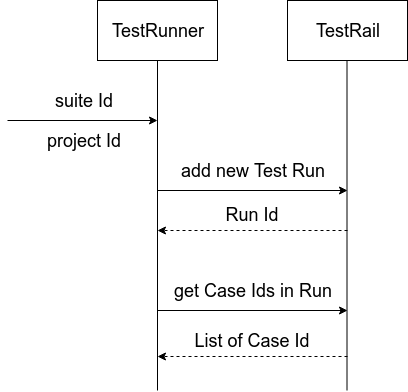 TestRunner
TestRail
suite Id
project Id
add new Test Run
Run Id
get Case Ids in Run
List of Case Id